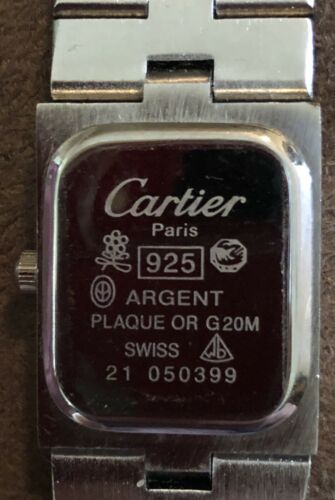 Cartier
Paris
925
ARGENT
PLAQUE OR G20M
SWISS
21 050399